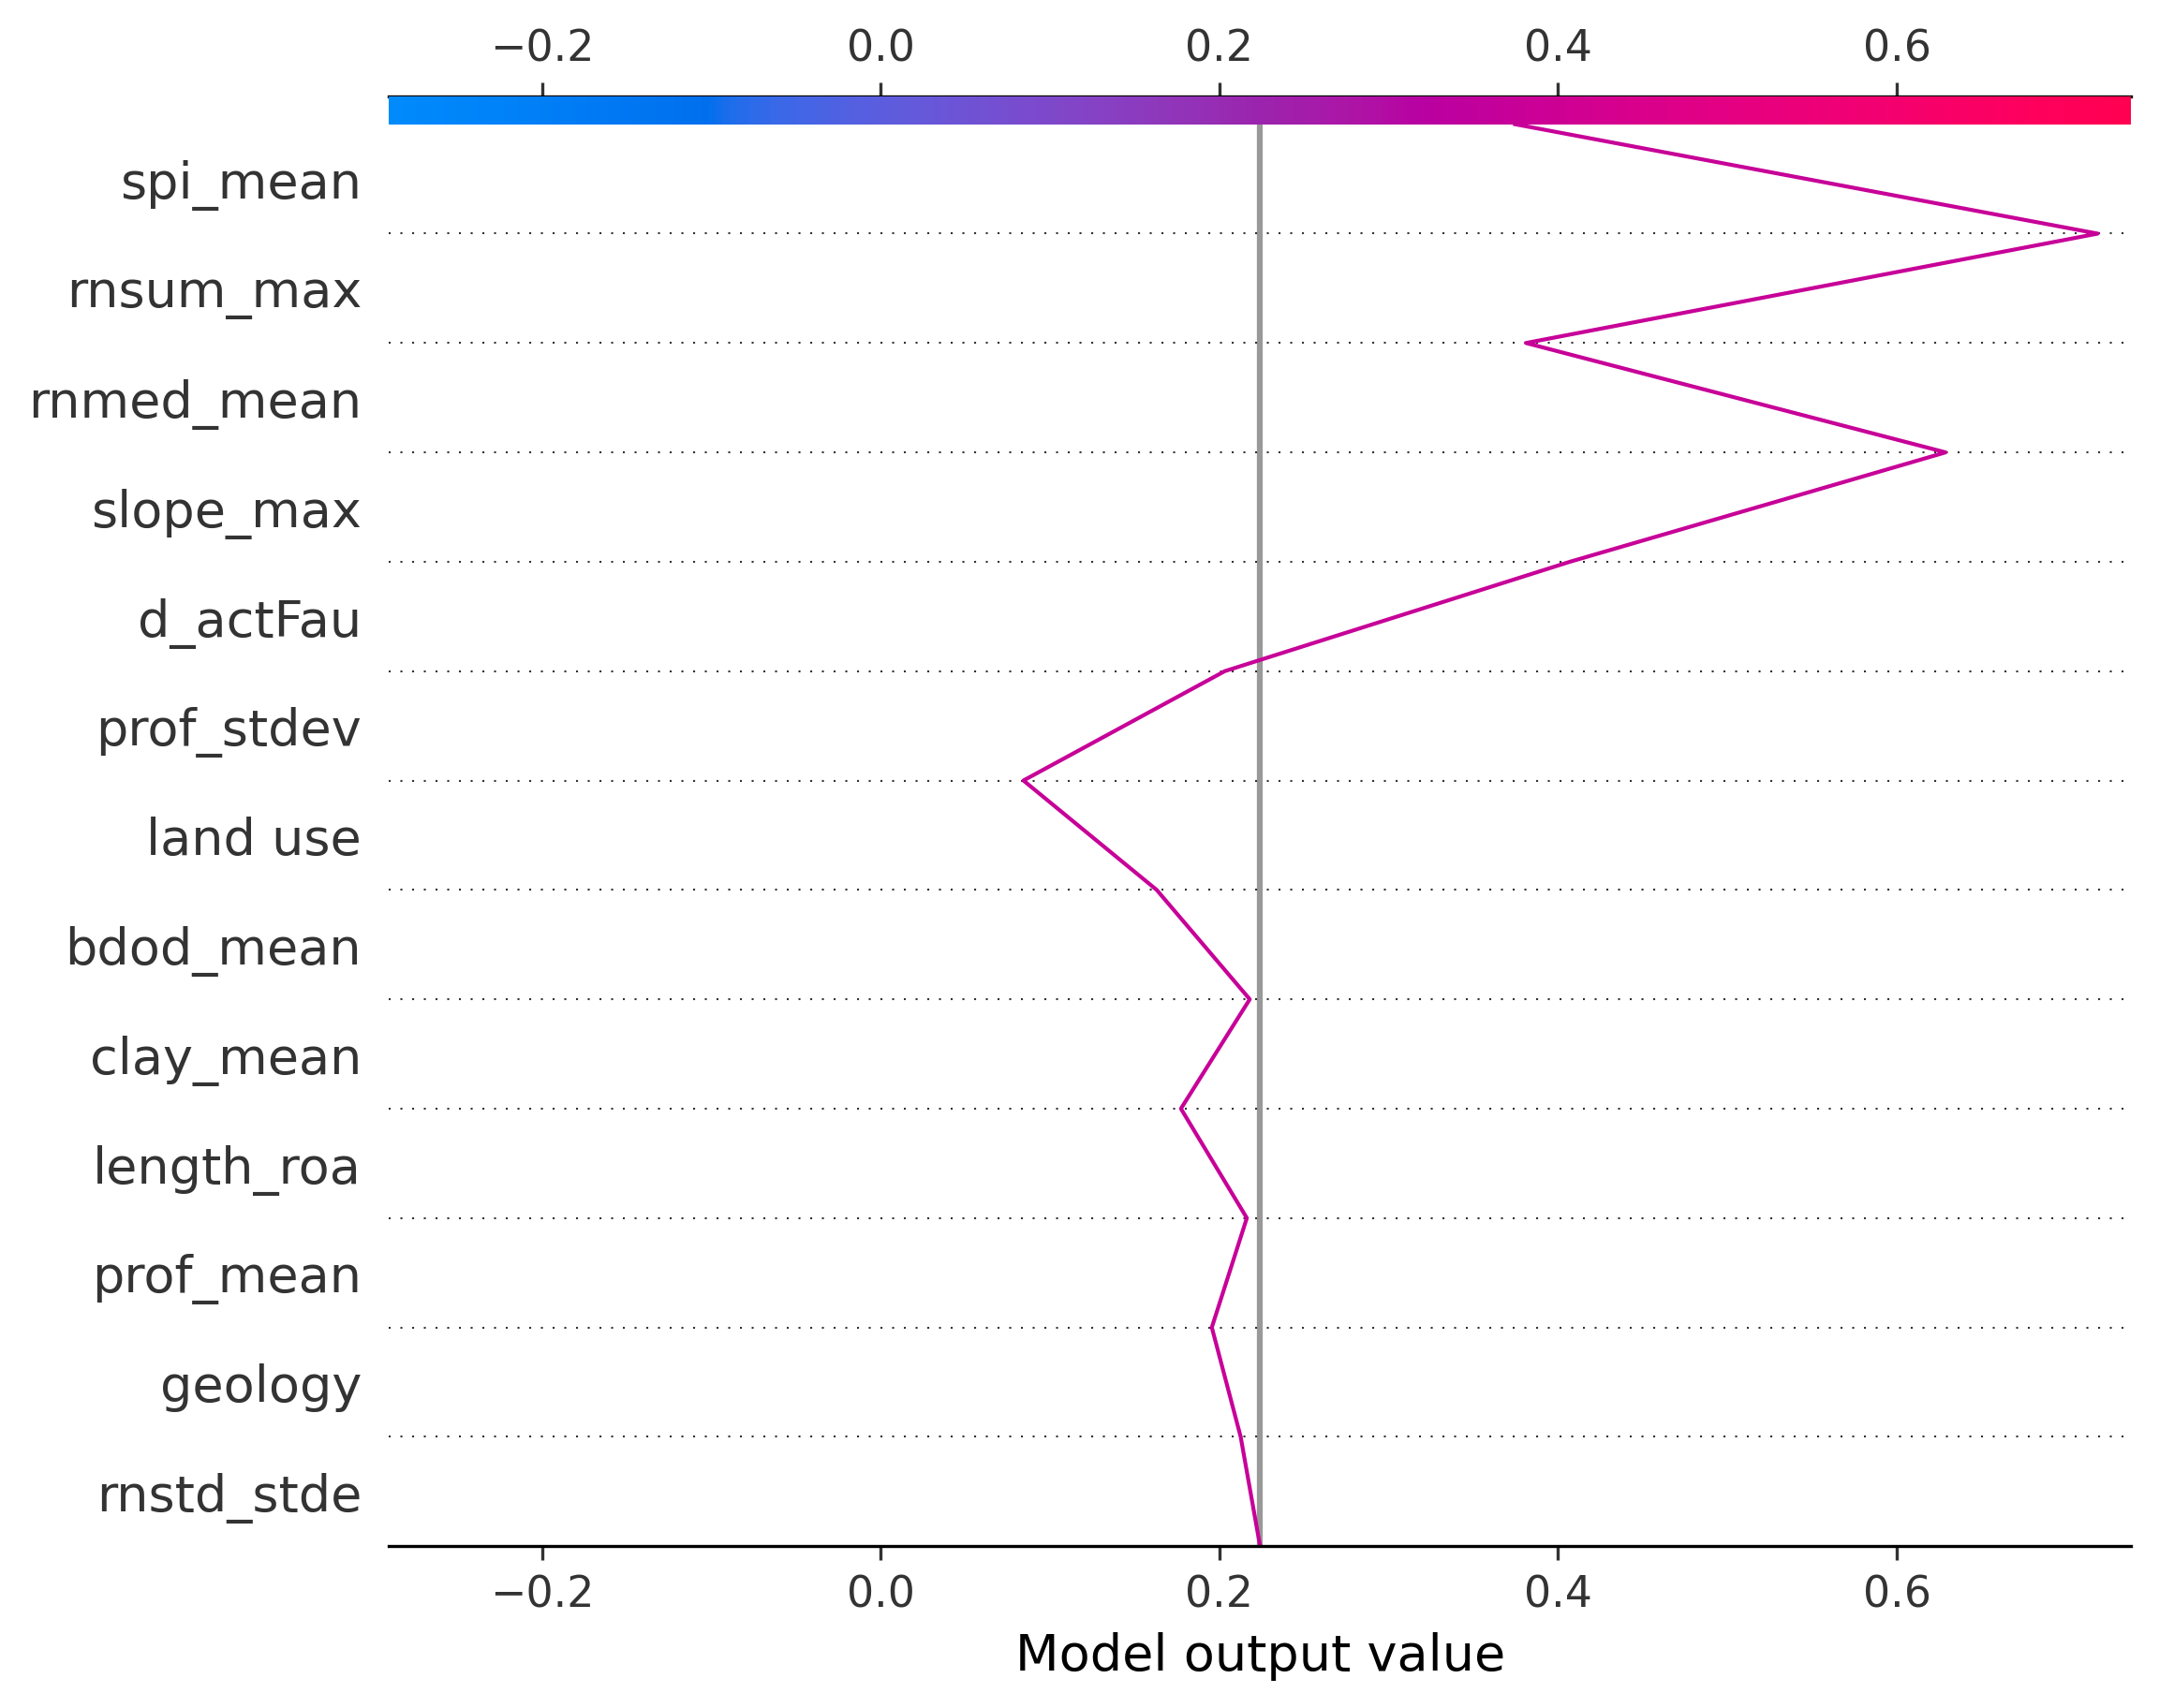 −0.2 0.0 0.2 0.4 0.6
spi_mean
rnsum_max
rnmed_mean
slope_max
d_actFau
prof_stdev
land use
bdod_mean
clay_mean
length_roa
prof_mean
geology
rnstd_stde
−0.2 0.0 0.2 0.4 0.6
Model output value